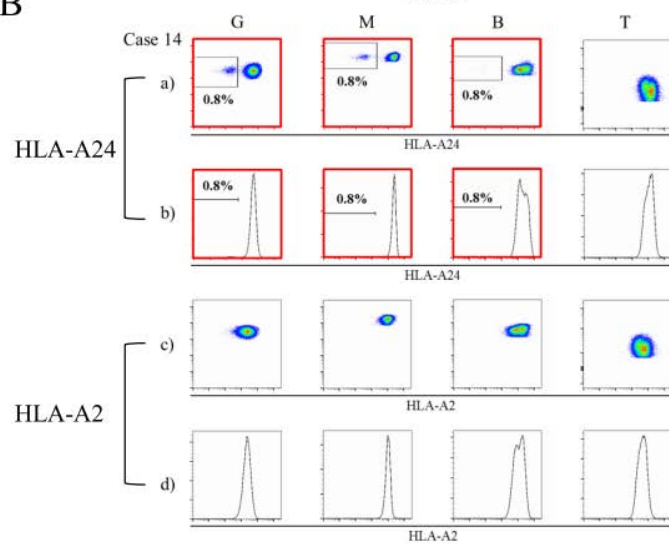 B
G M B T
Case 14
a)
0.8% 0.8% 0.8%
HLA-A24
HLA-A24
0.8% 0.8% 0.8%
b)
HLA-A24
c)
HLA-A2
HLA-A2
d)
HLA-A2